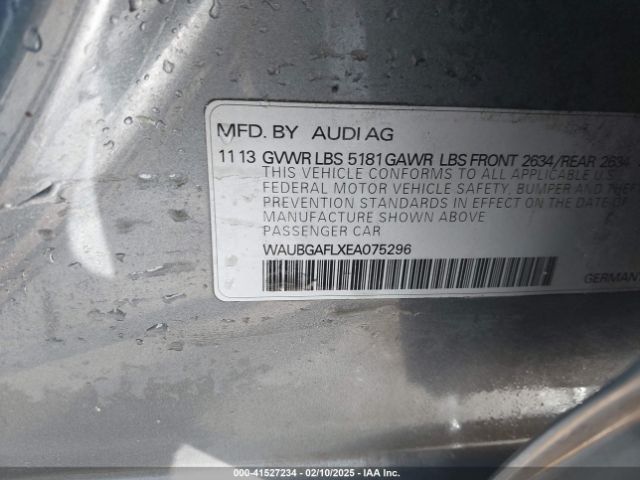 MFD. BY AUDI AG
11 13 GVWR LBS 5181 GAWR LBS FRONT 2634/REAR 2634
THIS VEHICLE CONFORMS TO ALL APPLICABLE U.S
FEDERAL MOTOR VEHICLE SAFETY, BUMPER AND THE
PREVENTION STANDARDS IN EFFECT ON THE DATE OF
MANUFACTURE SHOWN ABOVE
PASSENGER CAR
WAUBGAFLXEA075296
GERMAN
000-41527234 - 02/10/2025 - IAA Inc.